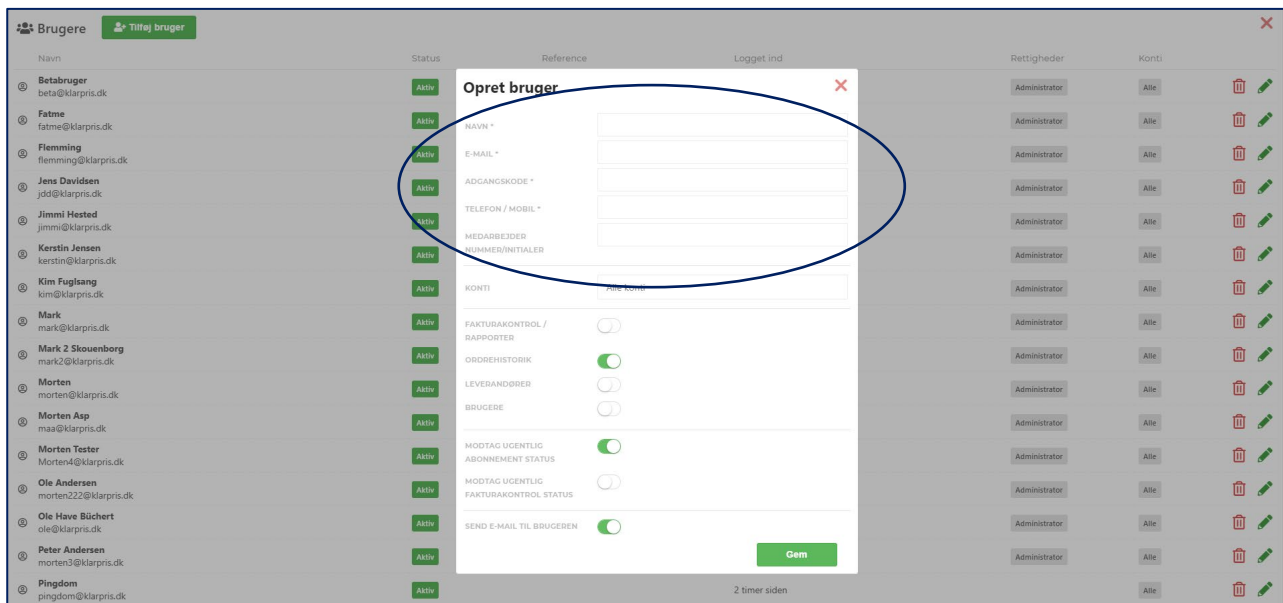 Brugere
Tilføj bruger
Navn Status Reference Logget ind Rettigheder Konti
Betabruger
beta@klarpris.dk
Aktiv Administrator Alle
Fatme
fatme@klarpris.dk
Aktiv Administrator Alle
Flemming
flemming@klarpris.dk
Aktiv Administrator Alle
Jens Davidsen
jdd@klarpris.dk
Aktiv Administrator Alle
Jimmi Hested
jimmi@klarpris.dk
Aktiv Administrator Alle
Kerstin Jensen
kerstin@klarpris.dk
Aktiv Administrator Alle
Kim Fuglsang
kim@klarpris.dk
Aktiv Administrator Alle
Mark
mark@klarpris.dk
Aktiv Administrator Alle
Mark 2 Skouenborg
mark2@klarpris.dk
Aktiv Administrator Alle
Morten
morten@klarpris.dk
Aktiv Administrator Alle
Morten Asp
maa@klarpris.dk
Aktiv Administrator Alle
Morten Tester
Morten4@klarpris.dk
Aktiv Administrator Alle
Ole Andersen
morten222@klarpris.dk
Aktiv Administrator Alle
Ole Have Büchert
ole@klarpris.dk
Aktiv Administrator Alle
Peter Andersen
morten3@klarpris.dk
Aktiv Administrator Alle
Pingdom
pingdom@klarpris.dk
Aktiv 2 timer siden Alle
Opret bruger
NAVN *
E-MAIL *
ADGANGSKODE *
TELEFON / MOBIL *
MEDARBEJDER
NUMMER/INITIALER
KONTI Alle konti
FAKTURAKONTROL /
RAPPORTER
ORDREHISTORIK
LEVERANDØRER
BRUGERE
MODTAG UGENTLIG
ABONNEMENT STATUS
MODTAG UGENTLIG
FAKTURAKONTROL STATUS
SEND E-MAIL TIL BRUGEREN
Gem